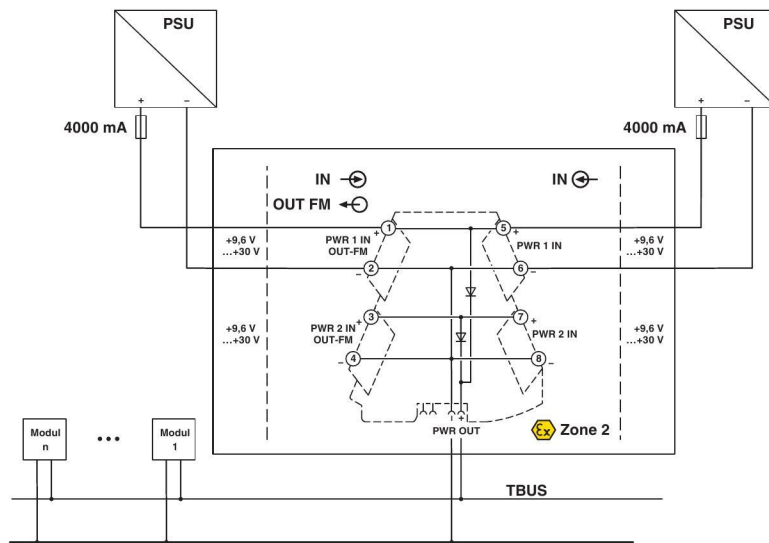 PSU
PSU
+ −
+ −
4000 mA
4000 mA
IN
IN
OUT FM
1
5
+9,6 V
…+30 V
+
PWR 1 IN
OUT-FM
+
PWR 1 IN
+9,6 V
…+30 V
−
2
6
−
3
7
+9,6 V
…+30 V
+
PWR 2 IN
OUT-FM
+
PWR 2 IN
+9,6 V
…+30 V
−
4
8
−
− +
PWR OUT
Ex
Zone 2
Modul
n
•••
Modul
1
TBUS